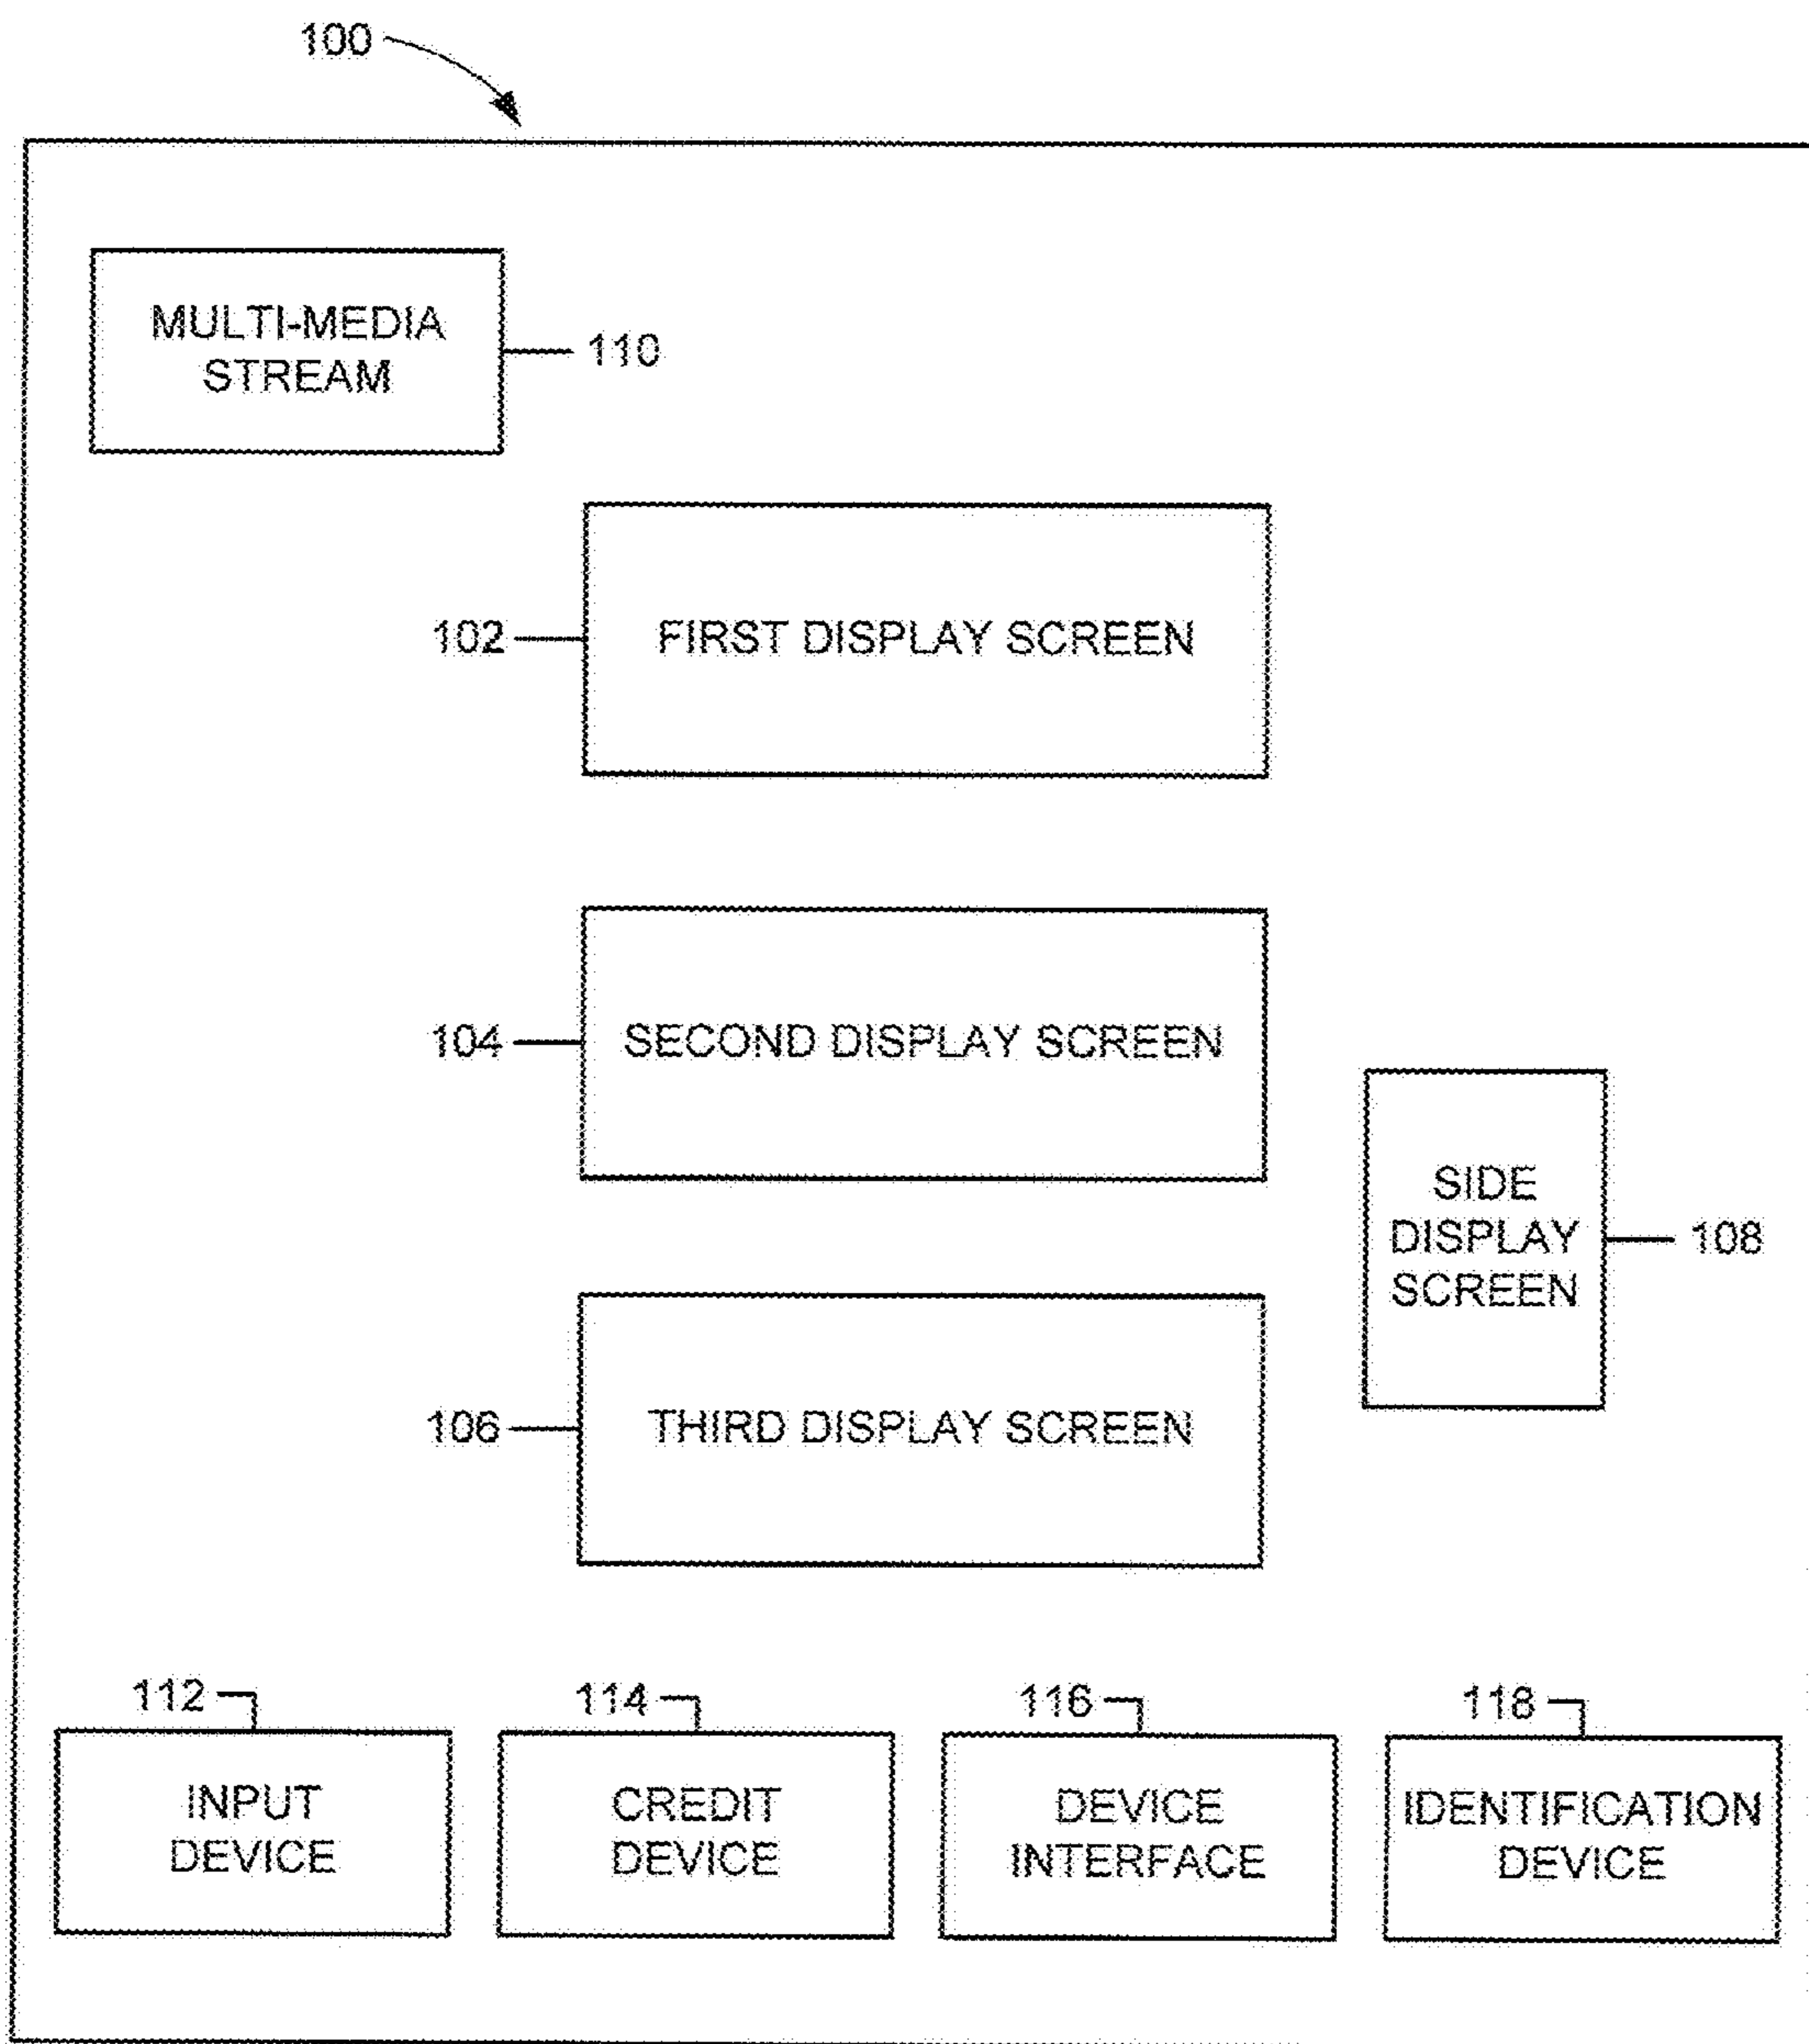 100
MULTI-MEDIA
STREAM
110
102
FIRST DISPLAY SCREEN
104
SECOND DISPLAY SCREEN
SIDE
DISPLAY
SCREEN
108
106
THIRD DISPLAY SCREEN
112
INPUT
DEVICE
114
CREDIT
DEVICE
116
DEVICE
INTERFACE
118
IDENTIFICATION
DEVICE